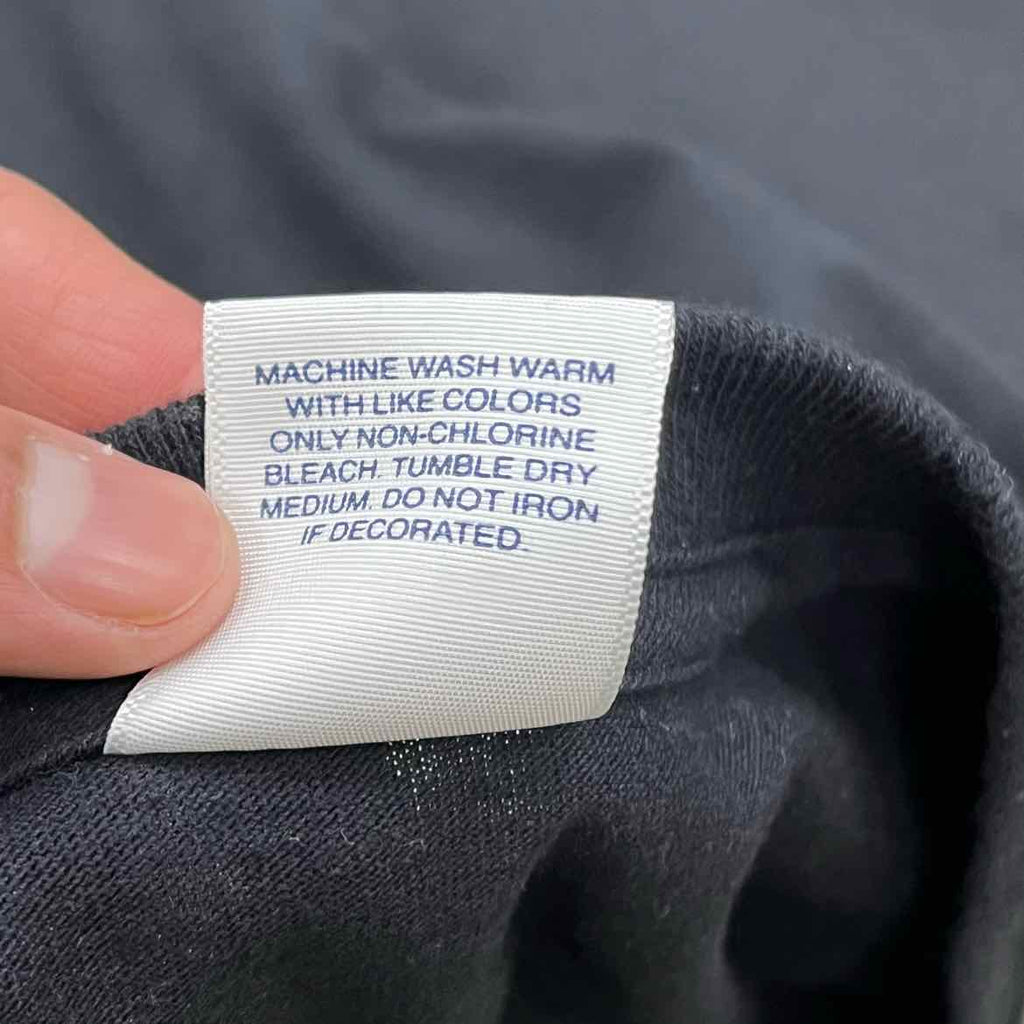 MACHINE WASH WARM
WITH LIKE COLORS
ONLY NON-CHLORINE
BLEACH. TUMBLE DRY
MEDIUM. DO NOT IRON
IF DECORATED.